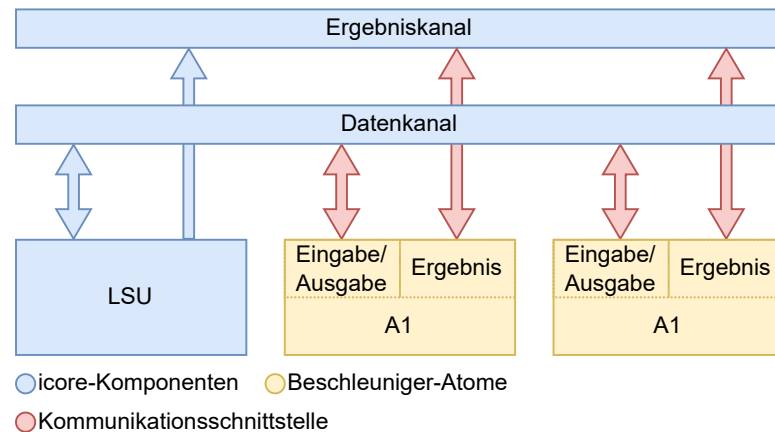 Ergebniskanal
Datenkanal
LSU
Eingabe/
Ausgabe
Ergebnis
A1
Eingabe/
Ausgabe
Ergebnis
A1
icore-Komponenten
Beschleuniger-Atome
Kommunikationsschnittstelle